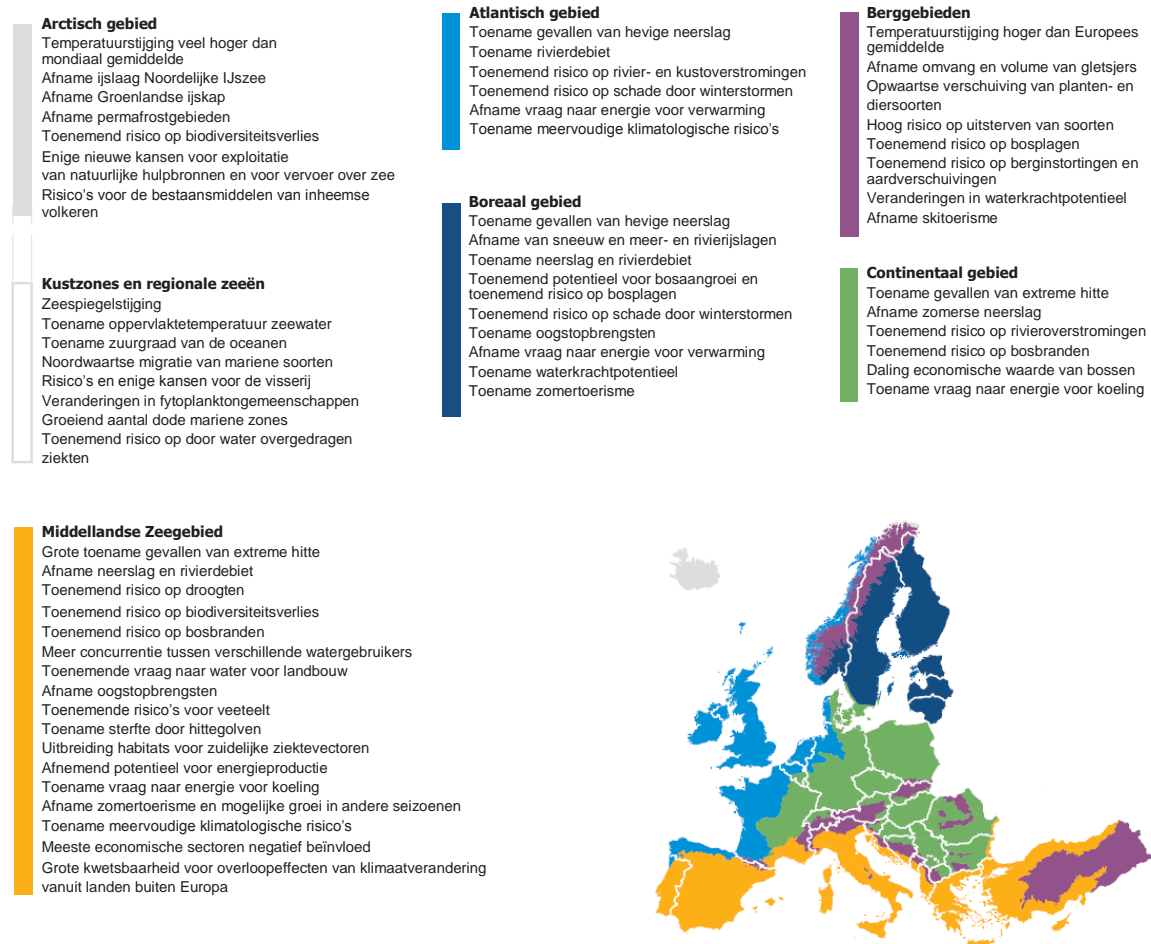 Arctisch gebied
Temperatuurstijging veel hoger dan
mondiaal gemiddelde
Afname ijslaag Noordelijke IJszee
Afname Groenlandse ijskap
Afname permafrostgebieden
Toenemend risico op biodiversiteitsverlies
Enige nieuwe kansen voor exploitatie
van natuurlijke hulpbronnen en voor vervoer over zee
Risico's voor de bestaansmiddelen van inheemse
volkeren
Kustzones en regionale zeeën
Zeespiegelstijging
Toename oppervlaktetemperatuur zeewater
Toename zuurgraad van de oceanen
Noordwaartse migratie van mariene soorten
Risico's en enige kansen voor de visserij
Veranderingen in fytoplanktongemeenschappen
Groeiend aantal dode mariene zones
Toenemend risico op door water overgedragen
ziekten
Atlantisch gebied
Toename gevallen van hevige neerslag
Toename rivierdebiet
Toenemend risico op rivier- en kustoverstromingen
Toenemend risico op schade door winterstormen
Afname vraag naar energie voor verwarming
Toename meervoudige klimatologische risico's
Boreaal gebied
Toename gevallen van hevige neerslag
Afname van sneeuw en meer- en rivierijslagen
Toename neerslag en rivierdebiet
Toenemend potentieel voor bosaangroei en
toenemend risico op bosplagen
Toenemend risico op schade door winterstormen
Toename oogstopbrengsten
Afname vraag naar energie voor verwarming
Toename waterkrachtpotentieel
Toename zomertoerisme
Berggebieden
Temperatuurstijging hoger dan Europees
gemiddelde
Afname omvang en volume van gletsjers
Opwaartse verschuiving van planten- en
diersoorten
Hoog risico op uitsterven van soorten
Toenemend risico op bosplagen
Toenemend risico op berginstortingen en
aardverschuivingen
Veranderingen in waterkrachtpotentieel
Afname skitoerisme
Continentaal gebied
Toename gevallen van extreme hitte
Afname zomerse neerslag
Toenemend risico op rivieroverstromingen
Toenemend risico op bosbranden
Daling economische waarde van bossen
Toename vraag naar energie voor koeling
Middellandse Zeegebied
Grote toename gevallen van extreme hitte
Afname neerslag en rivierdebiet
Toenemend risico op droogten
Toenemend risico op biodiversiteitsverlies
Toenemend risico op bosbranden
Meer concurrentie tussen verschillende watergebruikers
Toenemende vraag naar water voor landbouw
Afname oogstopbrengsten
Toenemende risico's voor veeteelt
Toename sterfte door hittegolven
Uitbreiding habitats voor zuidelijke ziektevectoren
Afnemend potentieel voor energieproductie
Toename vraag naar energie voor koeling
Afname zomertoerisme en mogelijke groei in andere seizoenen
Toename meervoudige klimatologische risico's
Meeste economische sectoren negatief beïnvloed
Grote kwetsbaarheid voor overloopeffecten van klimaatverandering
vanuit landen buiten Europa